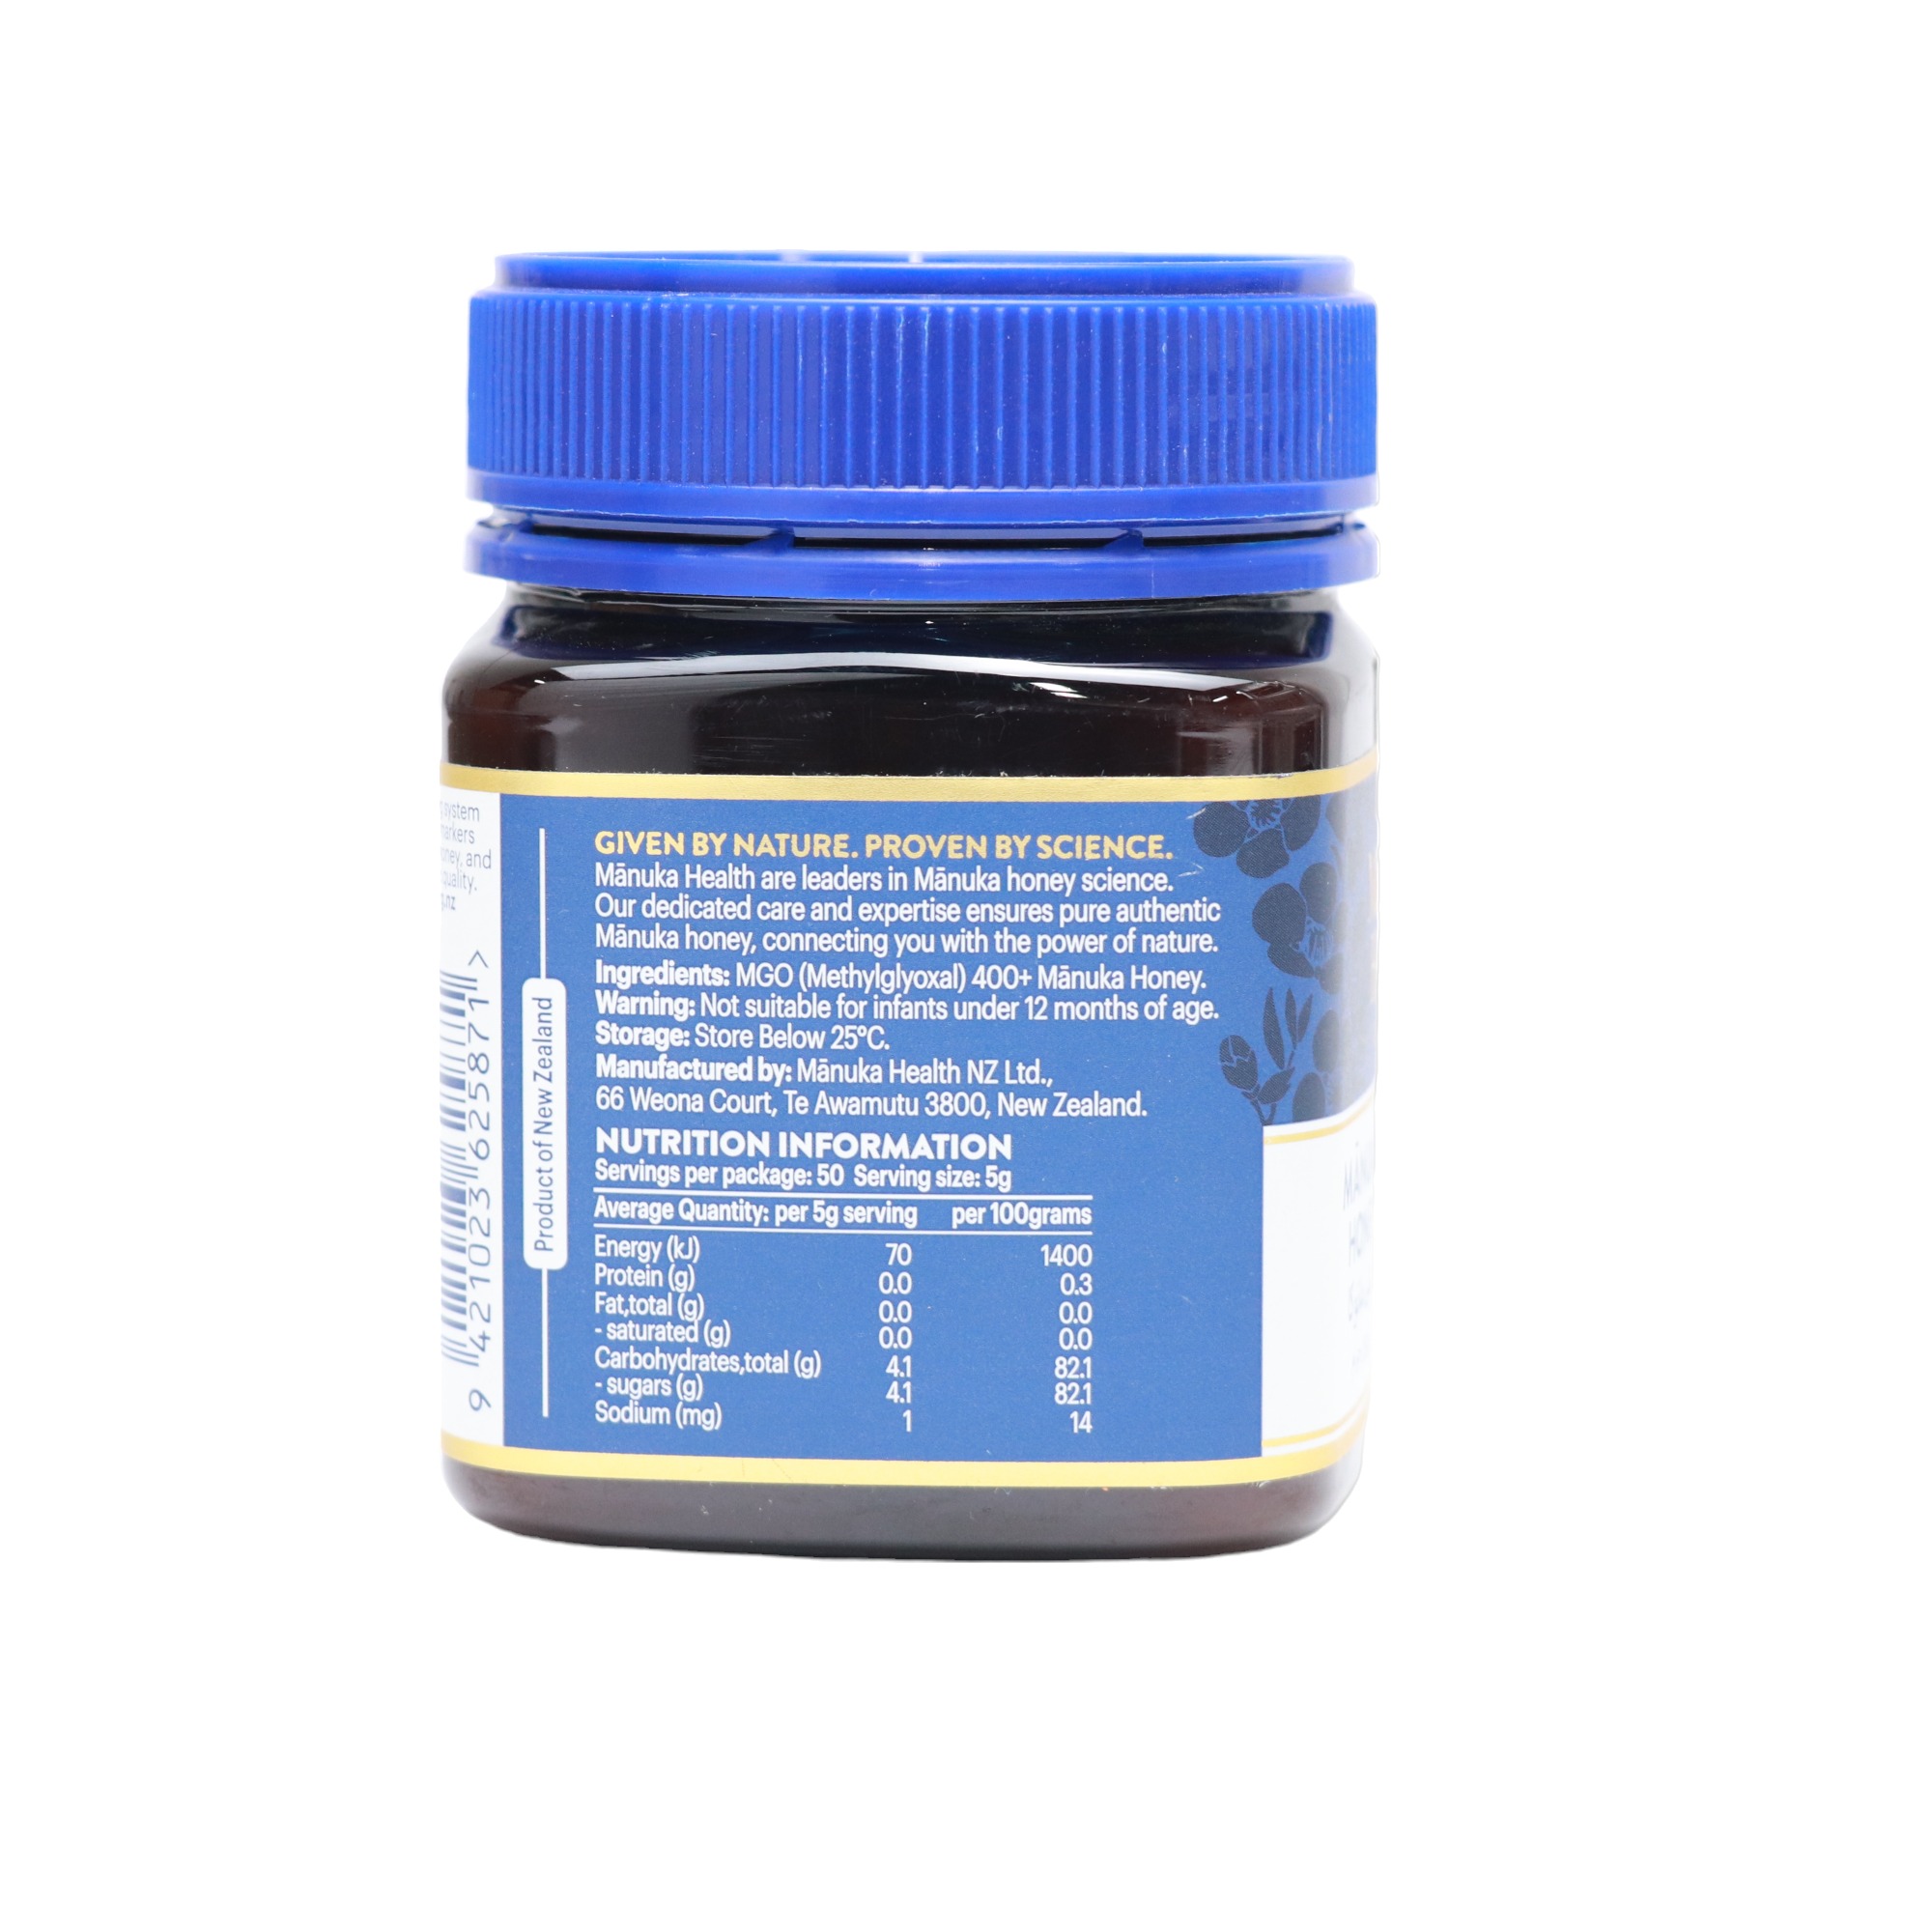 system
and
quality.
9 421023 625871 >
Product of New Zealand
GIVEN BY NATURE. PROVEN BY SCIENCE.
Mānuka Health are leaders in Mānuka honey science.
Our dedicated care and expertise ensures pure authentic
Mānuka honey, connecting you with the power of nature.
Ingredients: MGO (Methylglyoxal) 400+ Mānuka Honey.
Warning: Not suitable for infants under 12 months of age.
Storage: Store Below 25°C.
Manufactured by: Mānuka Health NZ Ltd.,
66 Weona Court, Te Awamutu 3800, New Zealand.
NUTRITION INFORMATION
Servings per package: 50 Serving size: 5g
Average Quantity: per 5g serving per 100grams
Energy (kJ) 70 1400
Protein (g) 0.0 0.3
Fat,total (g) 0.0 0.0
- saturated (g) 0.0 0.0
Carbohydrates,total (g) 4.1 82.1
- sugars (g) 4.1 82.1
Sodium (mg) 1 14